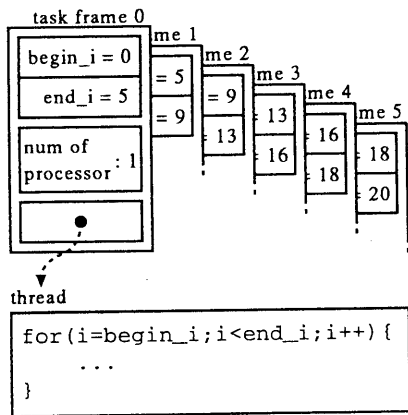 task frame 0
me 1
me 2
me 3
me 4
me 5
begin_i = 0
end_i = 5
= 5
= 9
= 9
= 13
= 13
= 16
= 16
= 18
= 18
= 20
num of
processor : 1
thread
for(i=begin_i;i<end_i;i++){
...
}